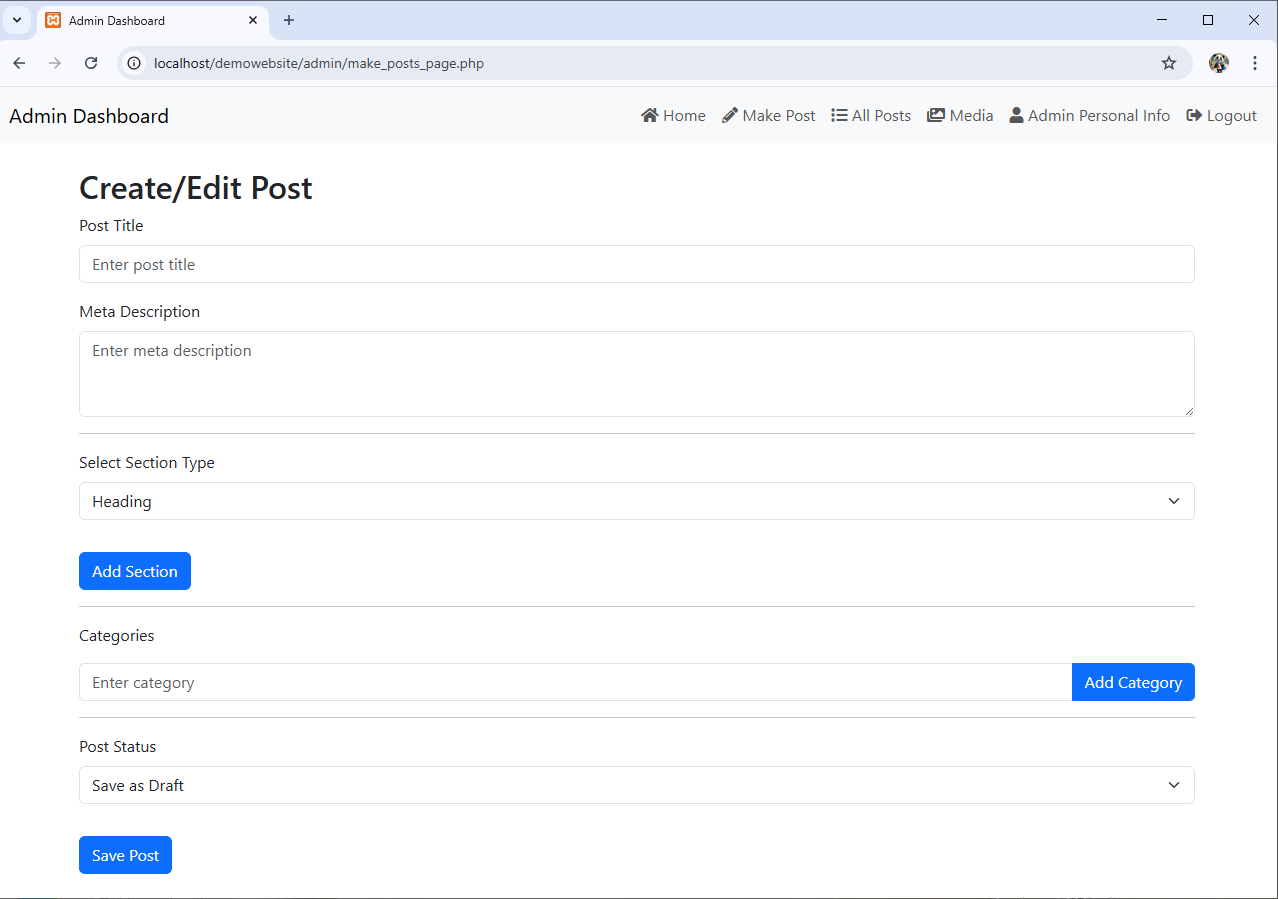 Admin Dashboard
localhost/demowebsite/admin/make_posts_page.php
Admin Dashboard Home Make Post All Posts Media Admin Personal Info Logout
Create/Edit Post
Post Title
Enter post title
Meta Description
Enter meta description
Select Section Type
Heading
Add Section
Categories
Enter category Add Category
Post Status
Save as Draft
Save Post